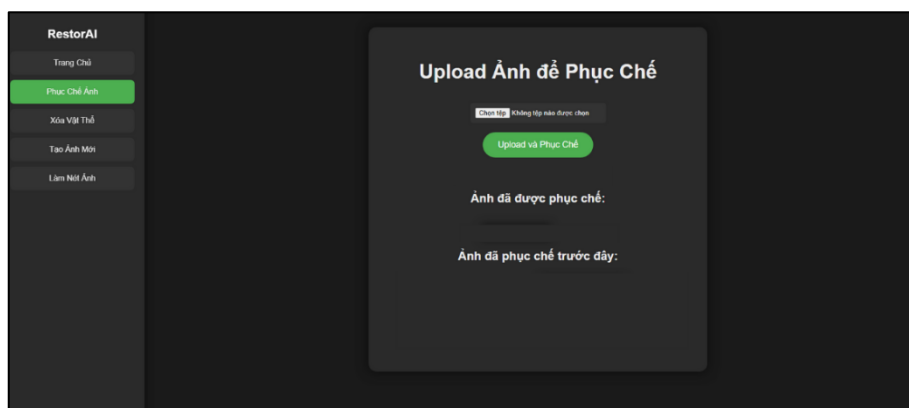 RestorAI
Trang Chủ
Phục Chế Ảnh
Xóa Vật Thể
Tạo Ảnh Mới
Làm Nét Ảnh
Upload Ảnh để Phục Chế
Chọn tệp Không tệp nào được chọn
Upload và Phục Chế
Ảnh đã được phục chế:
Ảnh đã phục chế trước đây: